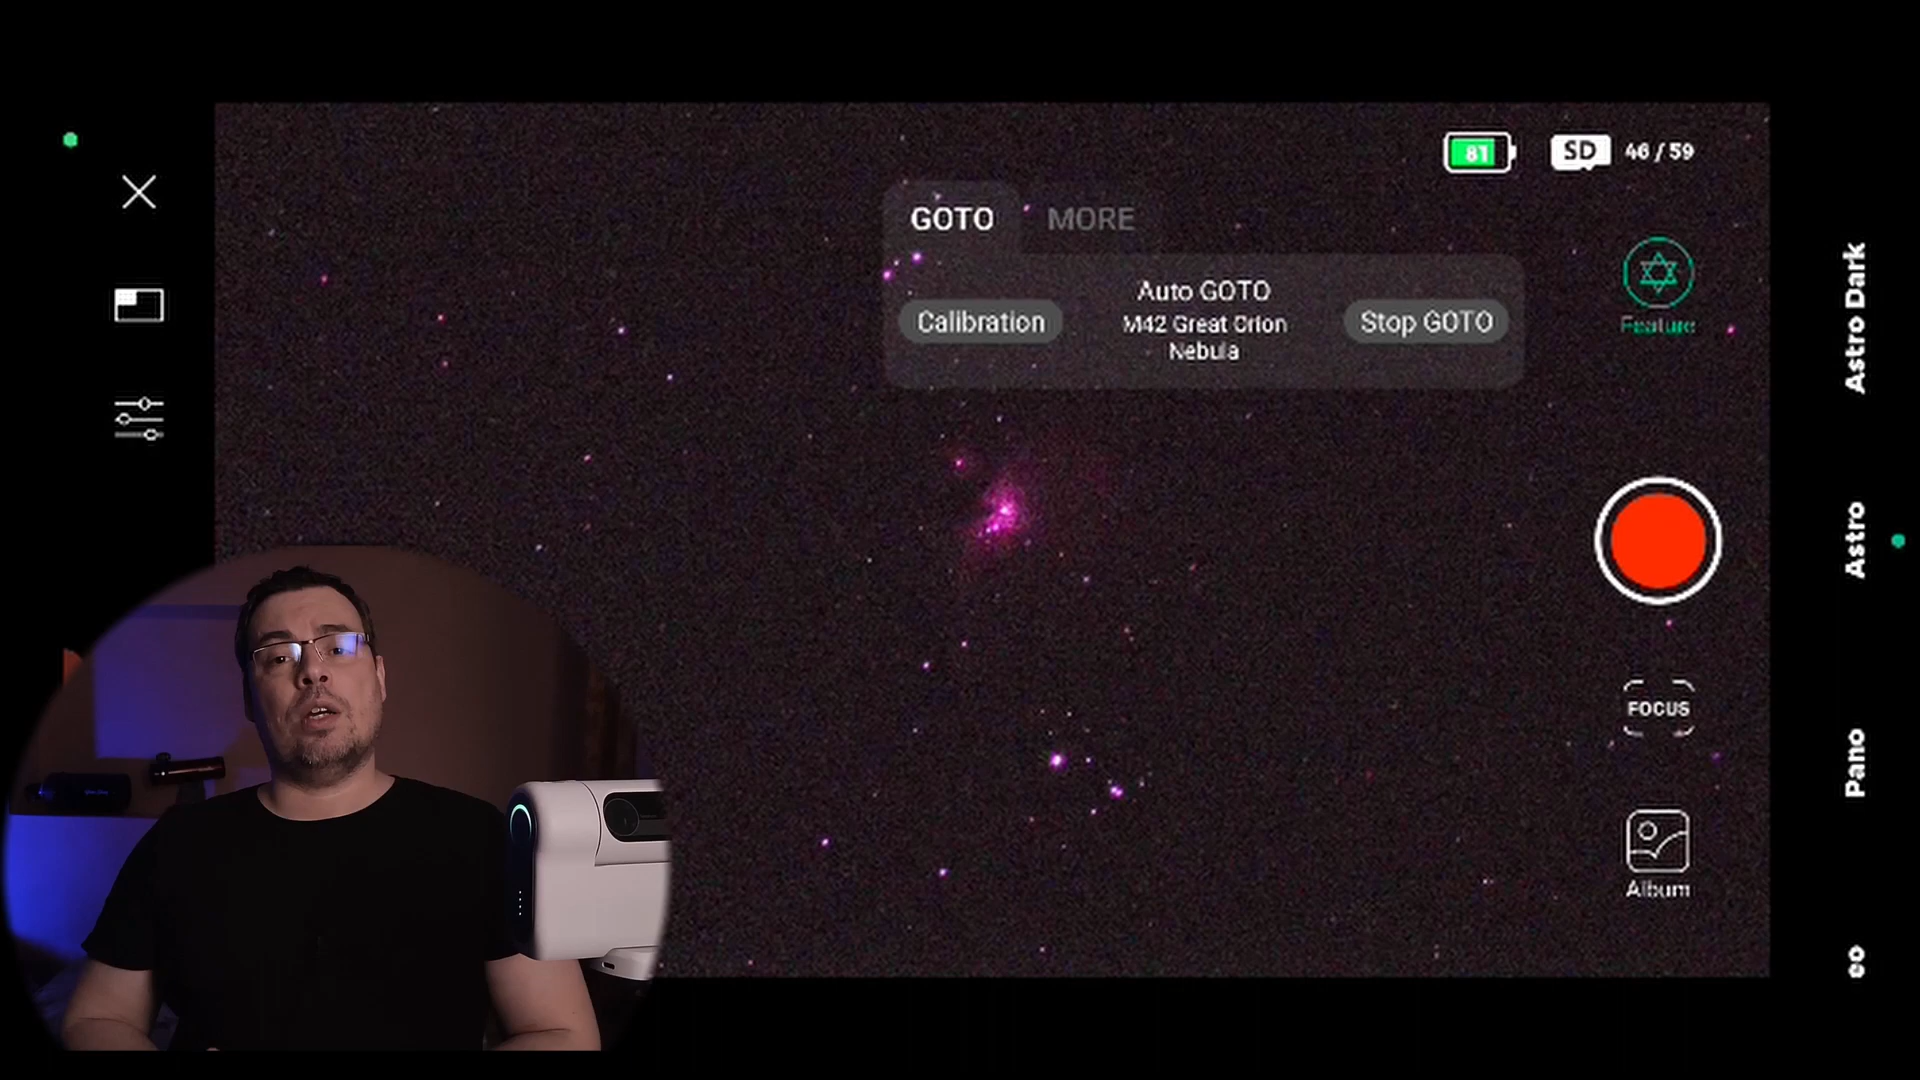 81
SD
46 / 59
GOTO
MORE
Calibration
Auto GOTO
M42 Great Orion
Nebula
Stop GOTO
Feature
FOCUS
Album
Astro Dark
Astro
Pano
eo